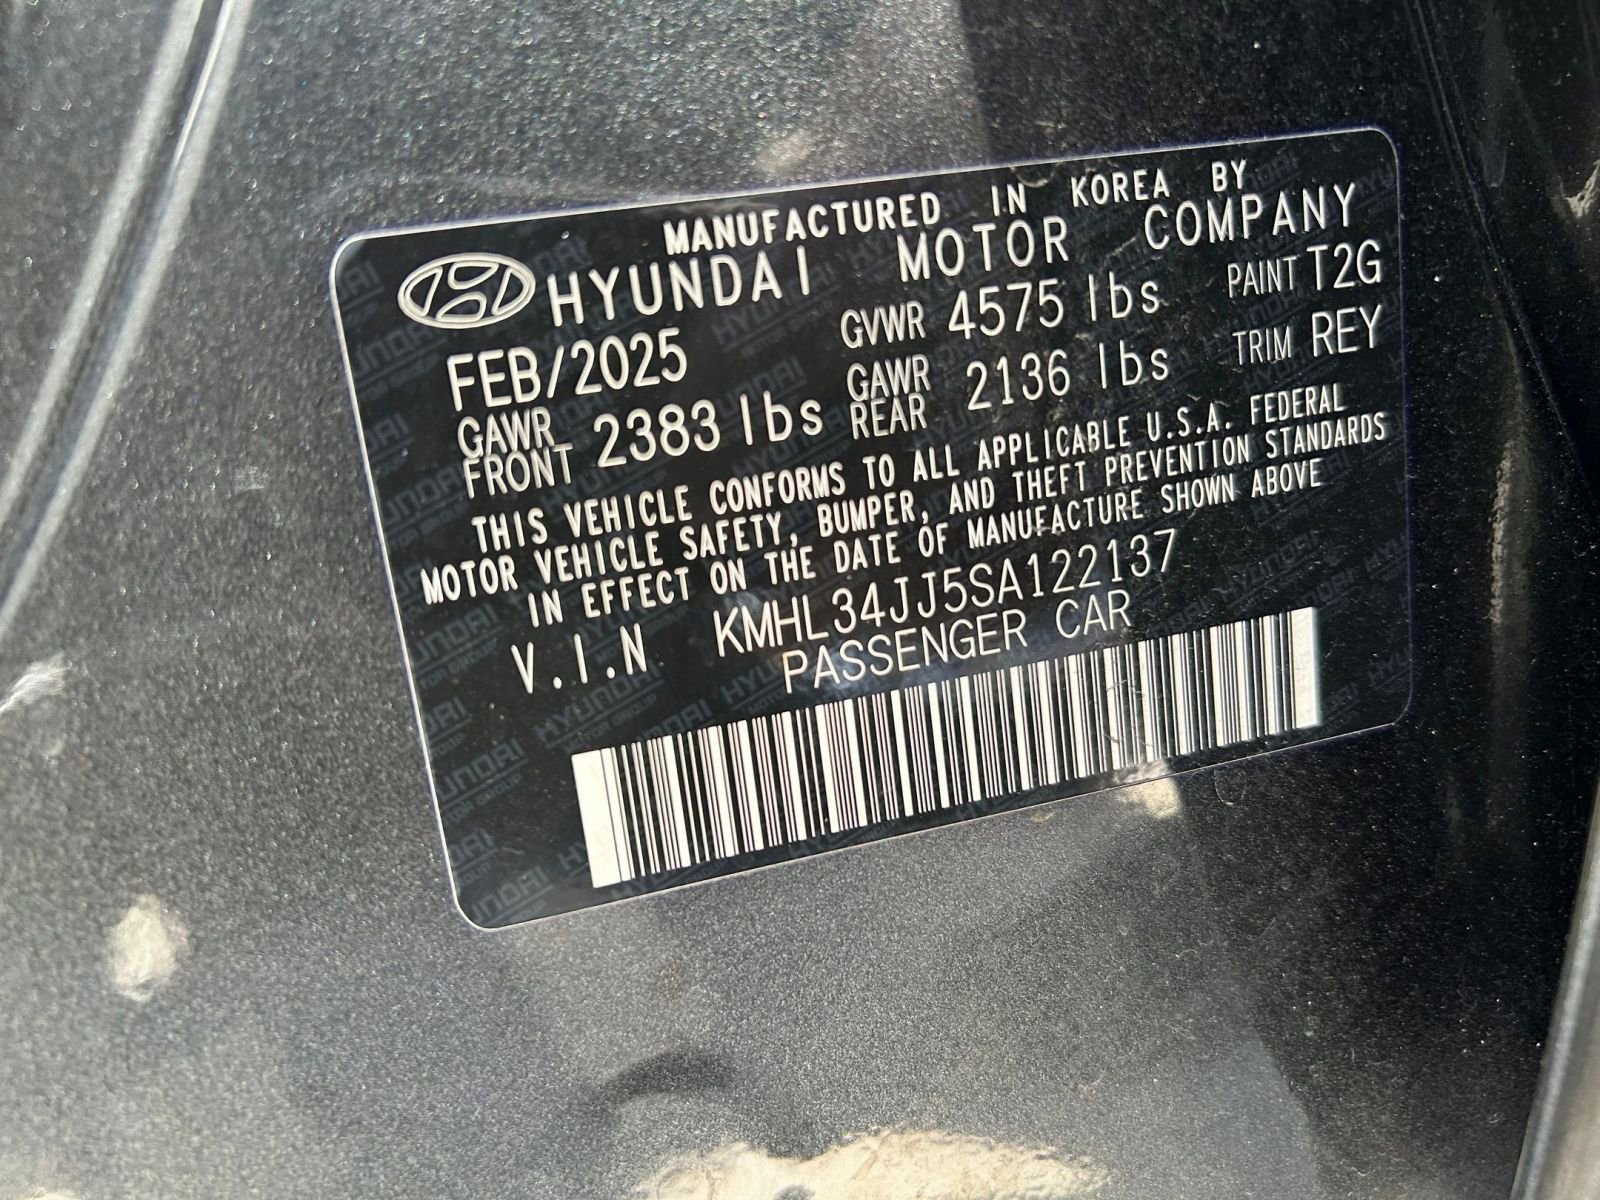 MANUFACTURED IN KOREA BY
HYUNDAI MOTOR COMPANY
FEB/2025 GVWR 4575 lbs PAINT T2G
GAWR FRONT 2383 lbs GAWR REAR 2136 lbs TRIM REY
THIS VEHICLE CONFORMS TO ALL APPLICABLE U.S.A. FEDERAL
MOTOR VEHICLE SAFETY, BUMPER, AND THEFT PREVENTION STANDARDS
IN EFFECT ON THE DATE OF MANUFACTURE SHOWN ABOVE
V.I.N KMHL34JJ5SA122137
PASSENGER CAR